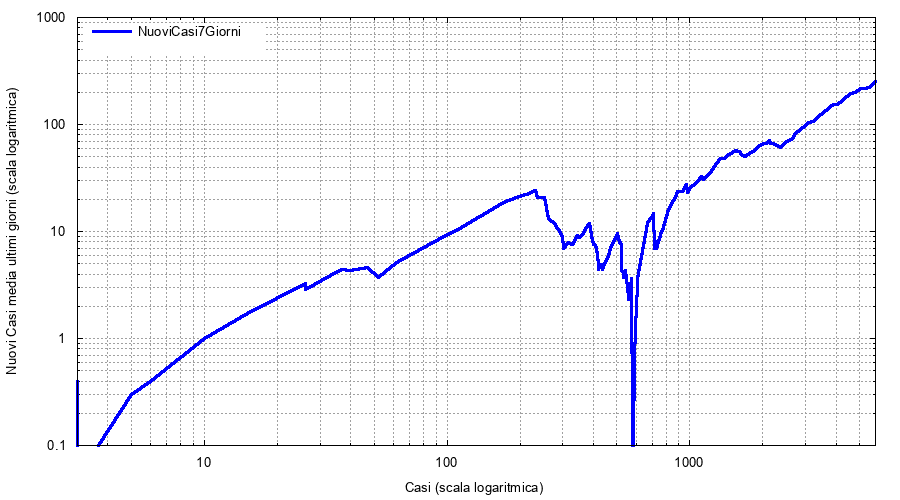 1000
NuoviCasi7Giorni
100
10
1
0.1
Nuovi Casi media ultimi giorni (scala logaritmica)
10
100
1000
Casi (scala logaritmica)